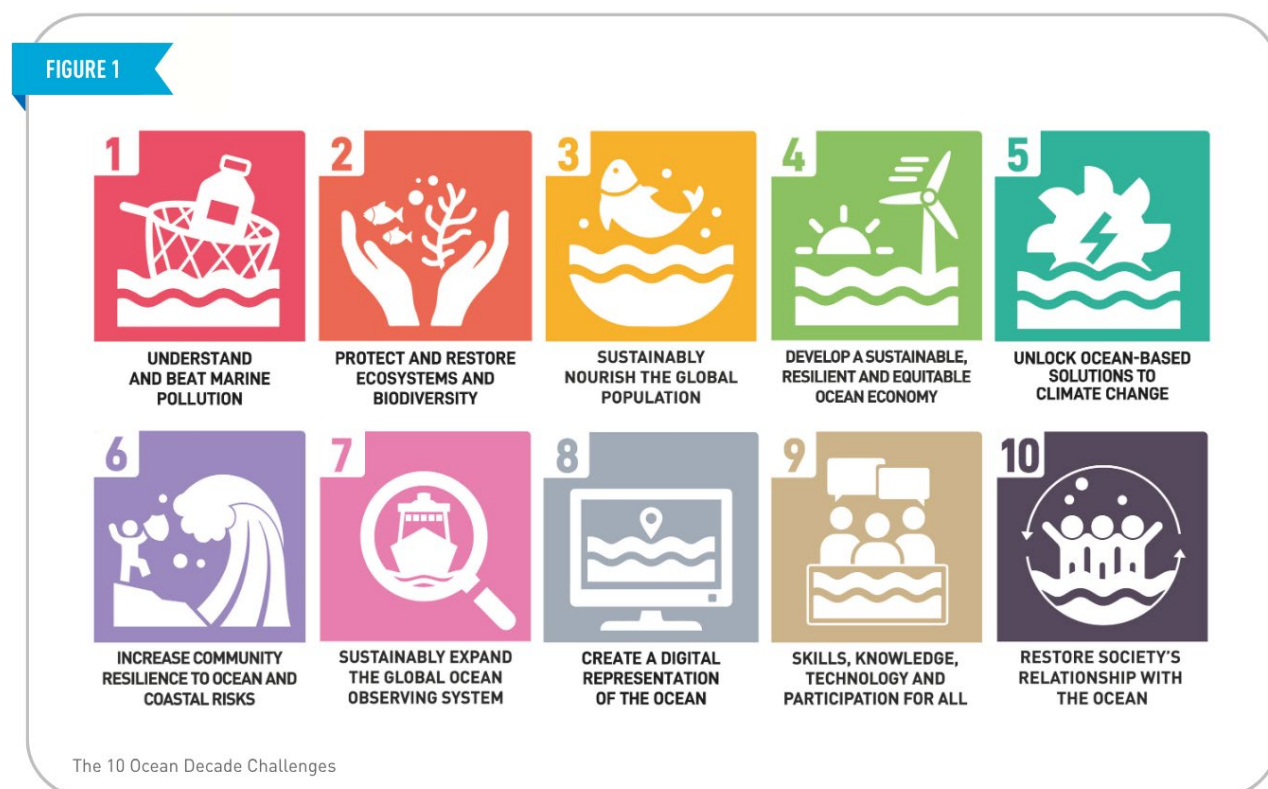 FIGURE 1
1
UNDERSTAND
AND BEAT MARINE
POLLUTION
2
PROTECT AND RESTORE
ECOSYSTEMS AND
BIODIVERSITY
3
SUSTAINABLY
NOURISH THE GLOBAL
POPULATION
4
DEVELOP A SUSTAINABLE,
RESILIENT AND EQUITABLE
OCEAN ECONOMY
5
UNLOCK OCEAN-BASED
SOLUTIONS TO
CLIMATE CHANGE
6
INCREASE COMMUNITY
RESILIENCE TO OCEAN AND
COASTAL RISKS
7
SUSTAINABLY EXPAND
THE GLOBAL OCEAN
OBSERVING SYSTEM
8
CREATE A DIGITAL
REPRESENTATION
OF THE OCEAN
9
SKILLS, KNOWLEDGE,
TECHNOLOGY AND
PARTICIPATION FOR ALL
10
RESTORE SOCIETY'S
RELATIONSHIP WITH
THE OCEAN
The 10 Ocean Decade Challenges